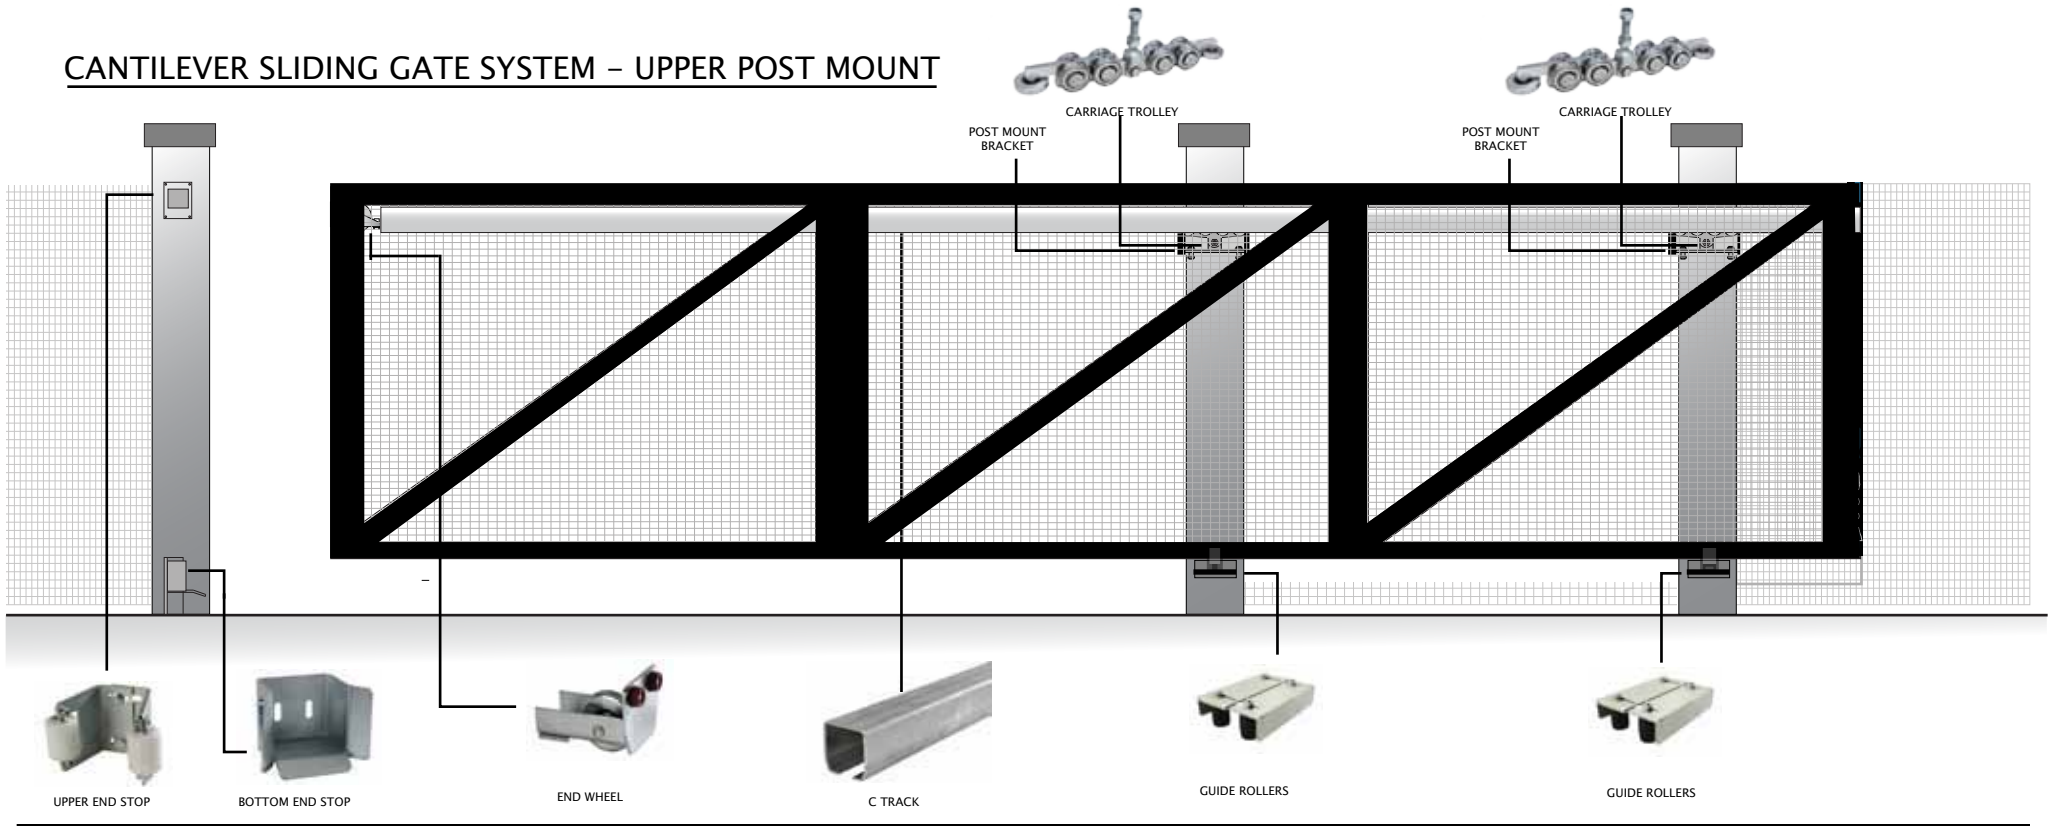 CANTILEVER SLIDING GATE SYSTEM – UPPER POST MOUNT
CARRIAGE TROLLEY
CARRIAGE TROLLEY
POST MOUNT
BRACKET
POST MOUNT
BRACKET
UPPER END STOP
BOTTOM END STOP
END WHEEL
C TRACK
GUIDE ROLLERS
GUIDE ROLLERS